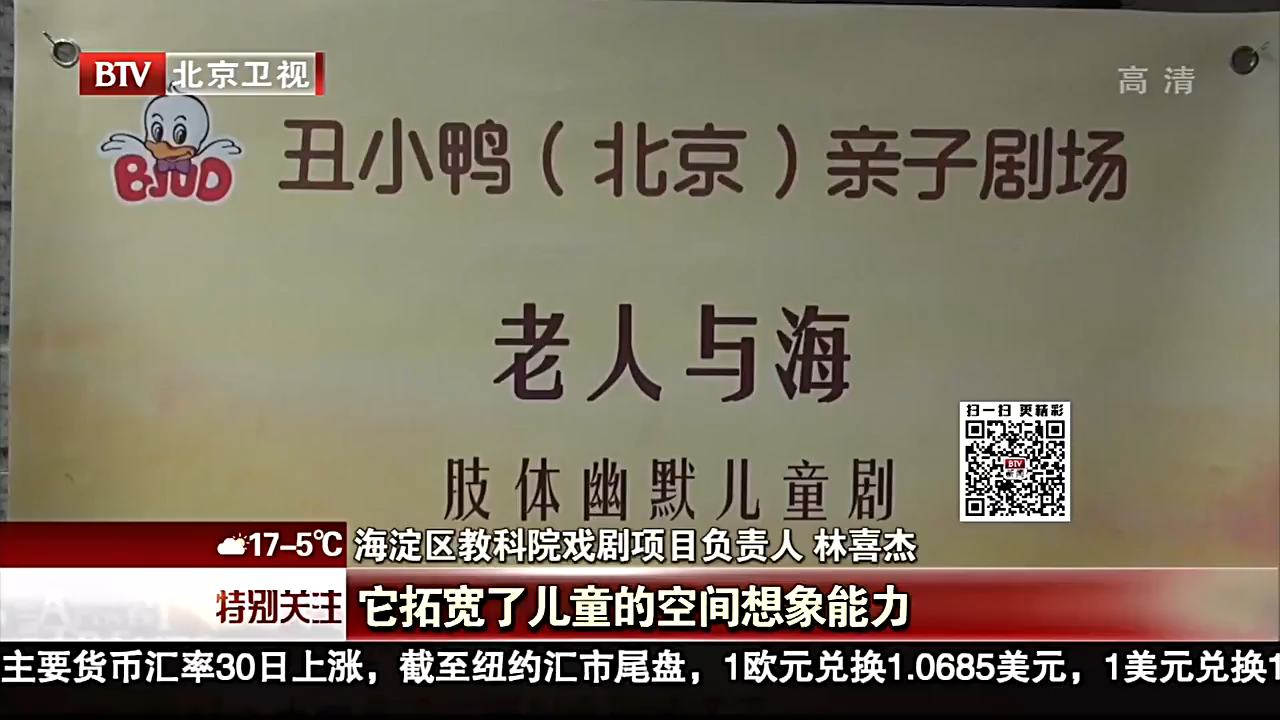 BTV 北京卫视
高清
BJUD
丑小鸭（北京）亲子剧场
老人与海
扫一扫 更精彩
BTV
肢体幽默儿童剧
17-5℃ 海淀区教科院戏剧项目负责人 林喜杰
特别关注 它拓宽了儿童的空间想象能力
主要货币汇率30日上涨，截至纽约汇市尾盘，1欧元兑换1.0685美元，1美元兑换1